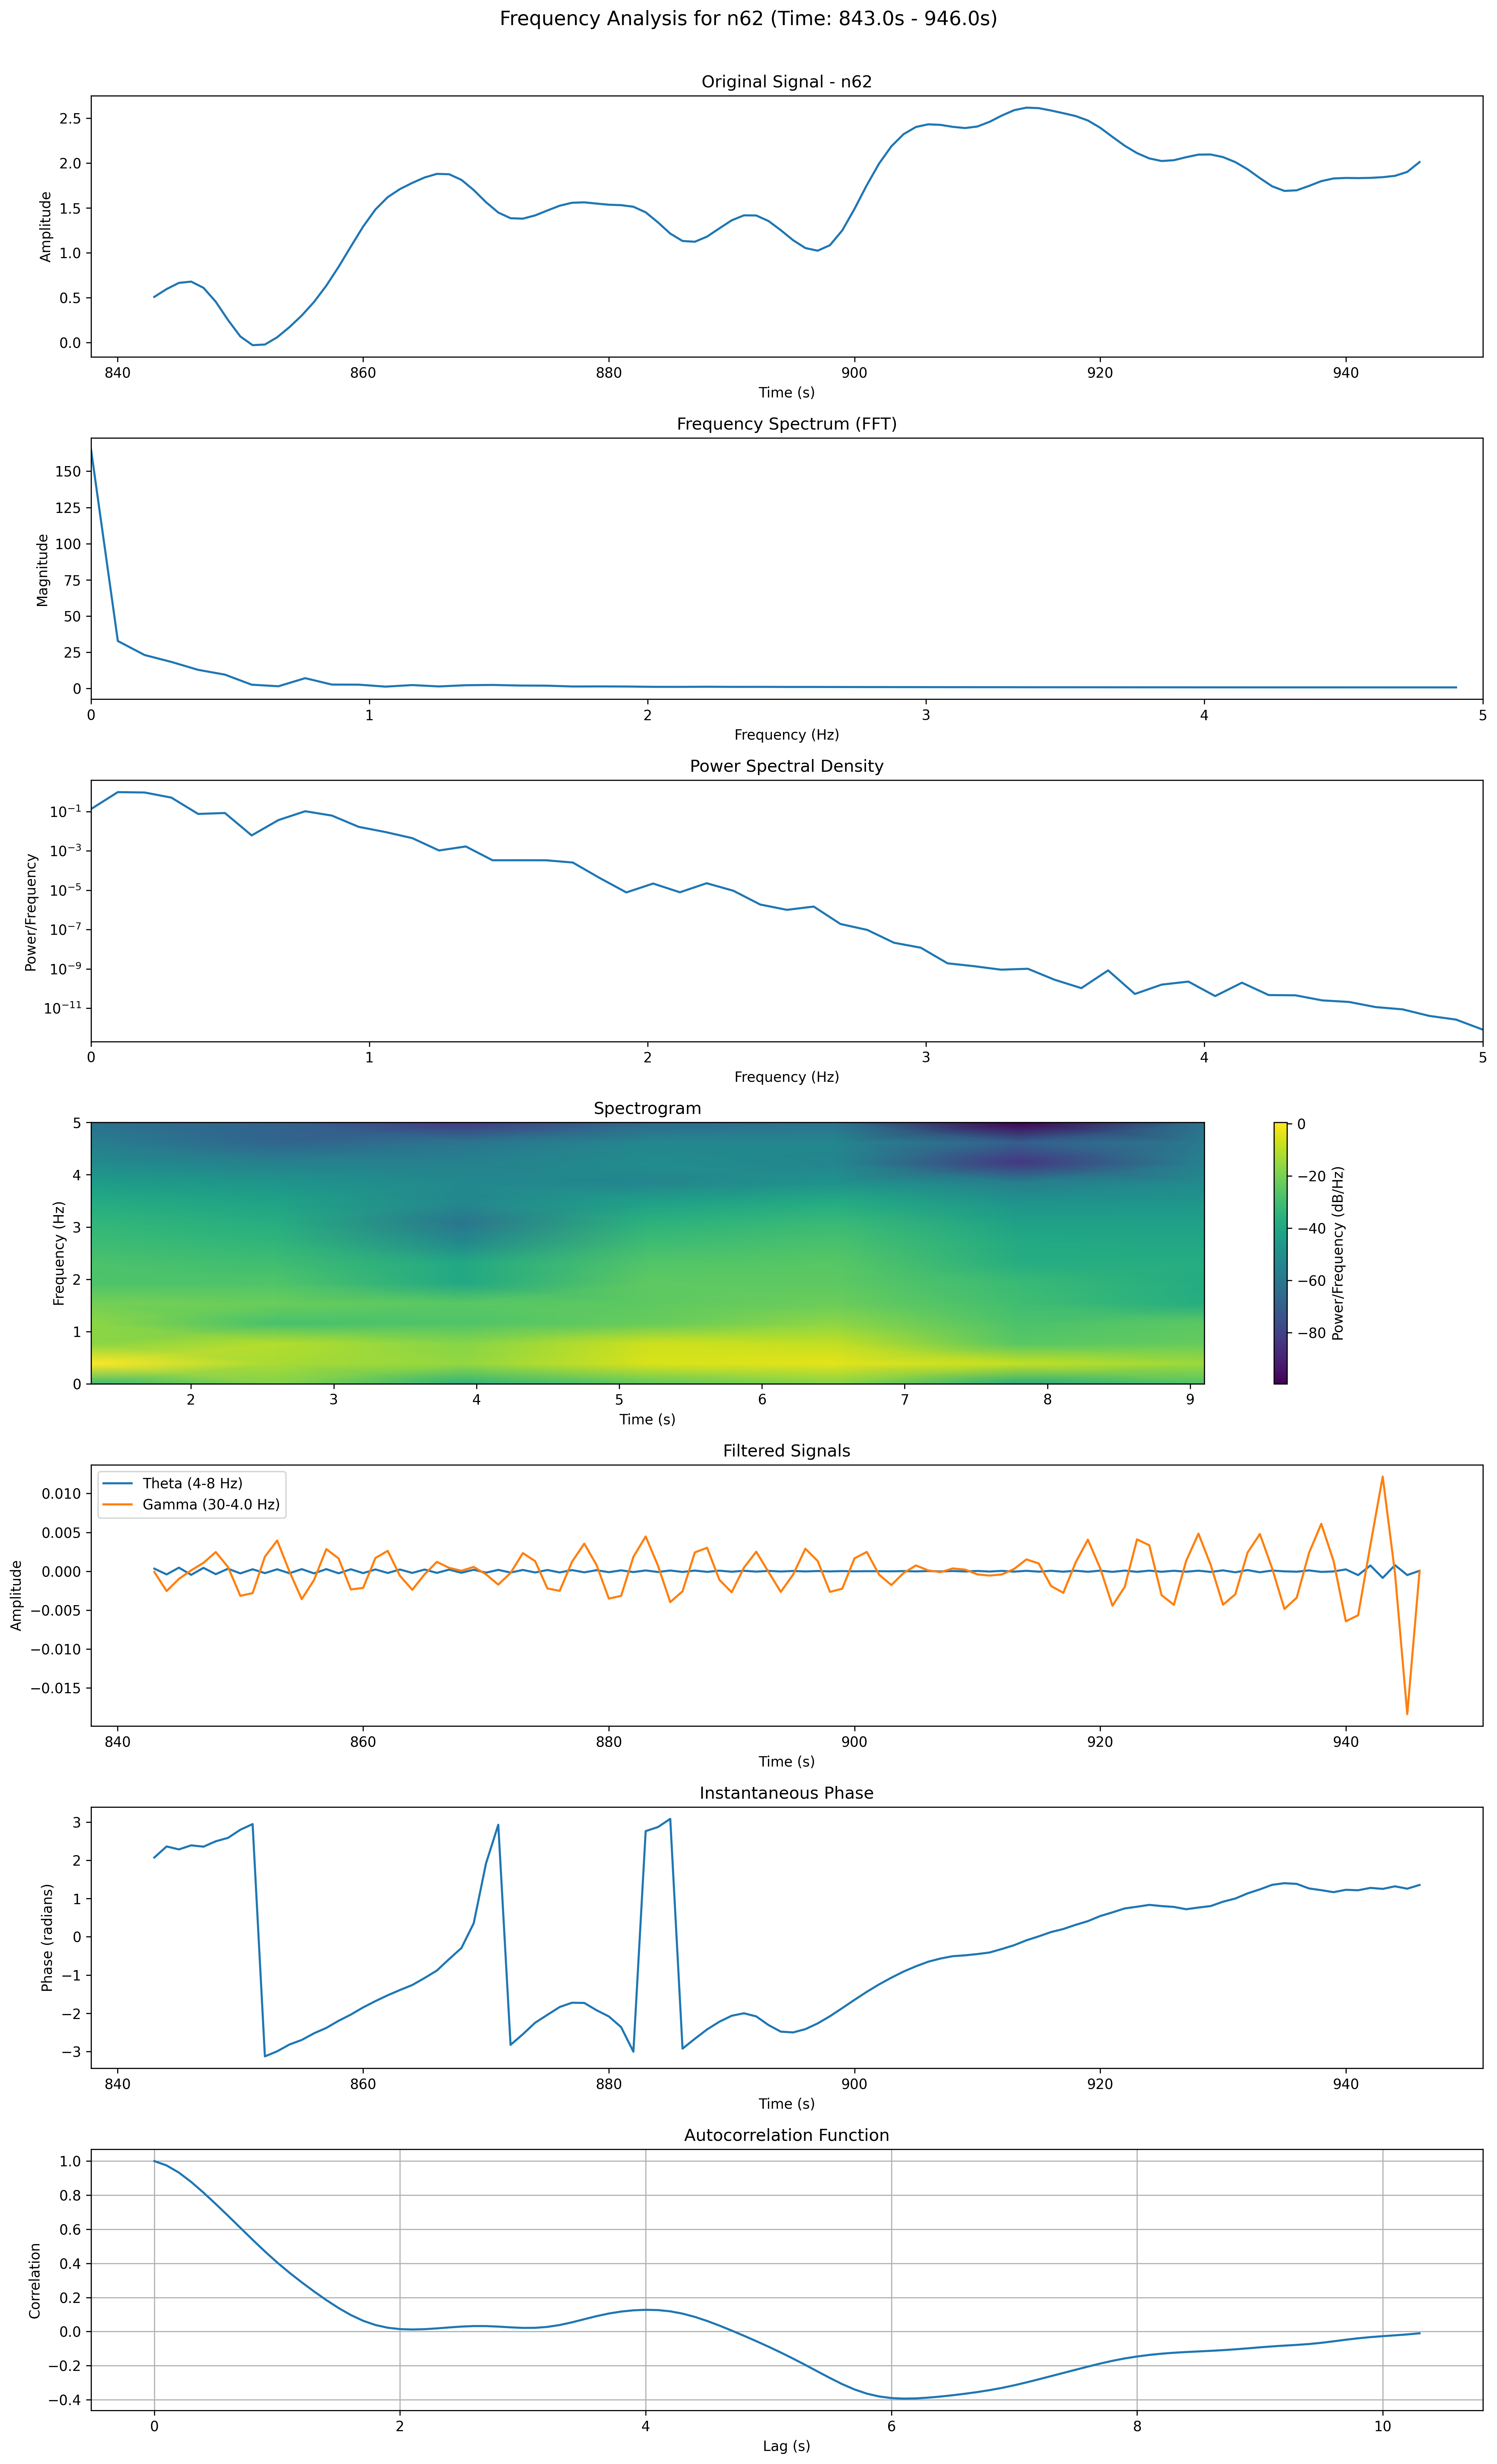 Frequency Analysis for n62 (Time: 843.0s - 946.0s)
Original Signal - n62
Amplitude
2.5
2.0
1.5
1.0
0.5
0.0
840 860 880 900 920 940
Time (s)
Frequency Spectrum (FFT)
Magnitude
150
125
100
75
50
25
0
0 1 2 3 4 5
Frequency (Hz)
Power Spectral Density
Power/Frequency
10⁻¹
10⁻³
10⁻⁵
10⁻⁷
10⁻⁹
10⁻¹¹
0 1 2 3 4 5
Frequency (Hz)
Spectrogram
Frequency (Hz)
5
4
3
2
1
0
2 3 4 5 6 7 8 9
Time (s)
0
−20
−40
−60
−80
Power/Frequency (dB/Hz)
Filtered Signals
Theta (4-8 Hz)
Gamma (30-4.0 Hz)
Amplitude
0.010
0.005
0.000
−0.005
−0.010
−0.015
840 860 880 900 920 940
Time (s)
Instantaneous Phase
Phase (radians)
3
2
1
0
−1
−2
−3
840 860 880 900 920 940
Time (s)
Autocorrelation Function
Correlation
1.0
0.8
0.6
0.4
0.2
0.0
−0.2
−0.4
0 2 4 6 8 10
Lag (s)